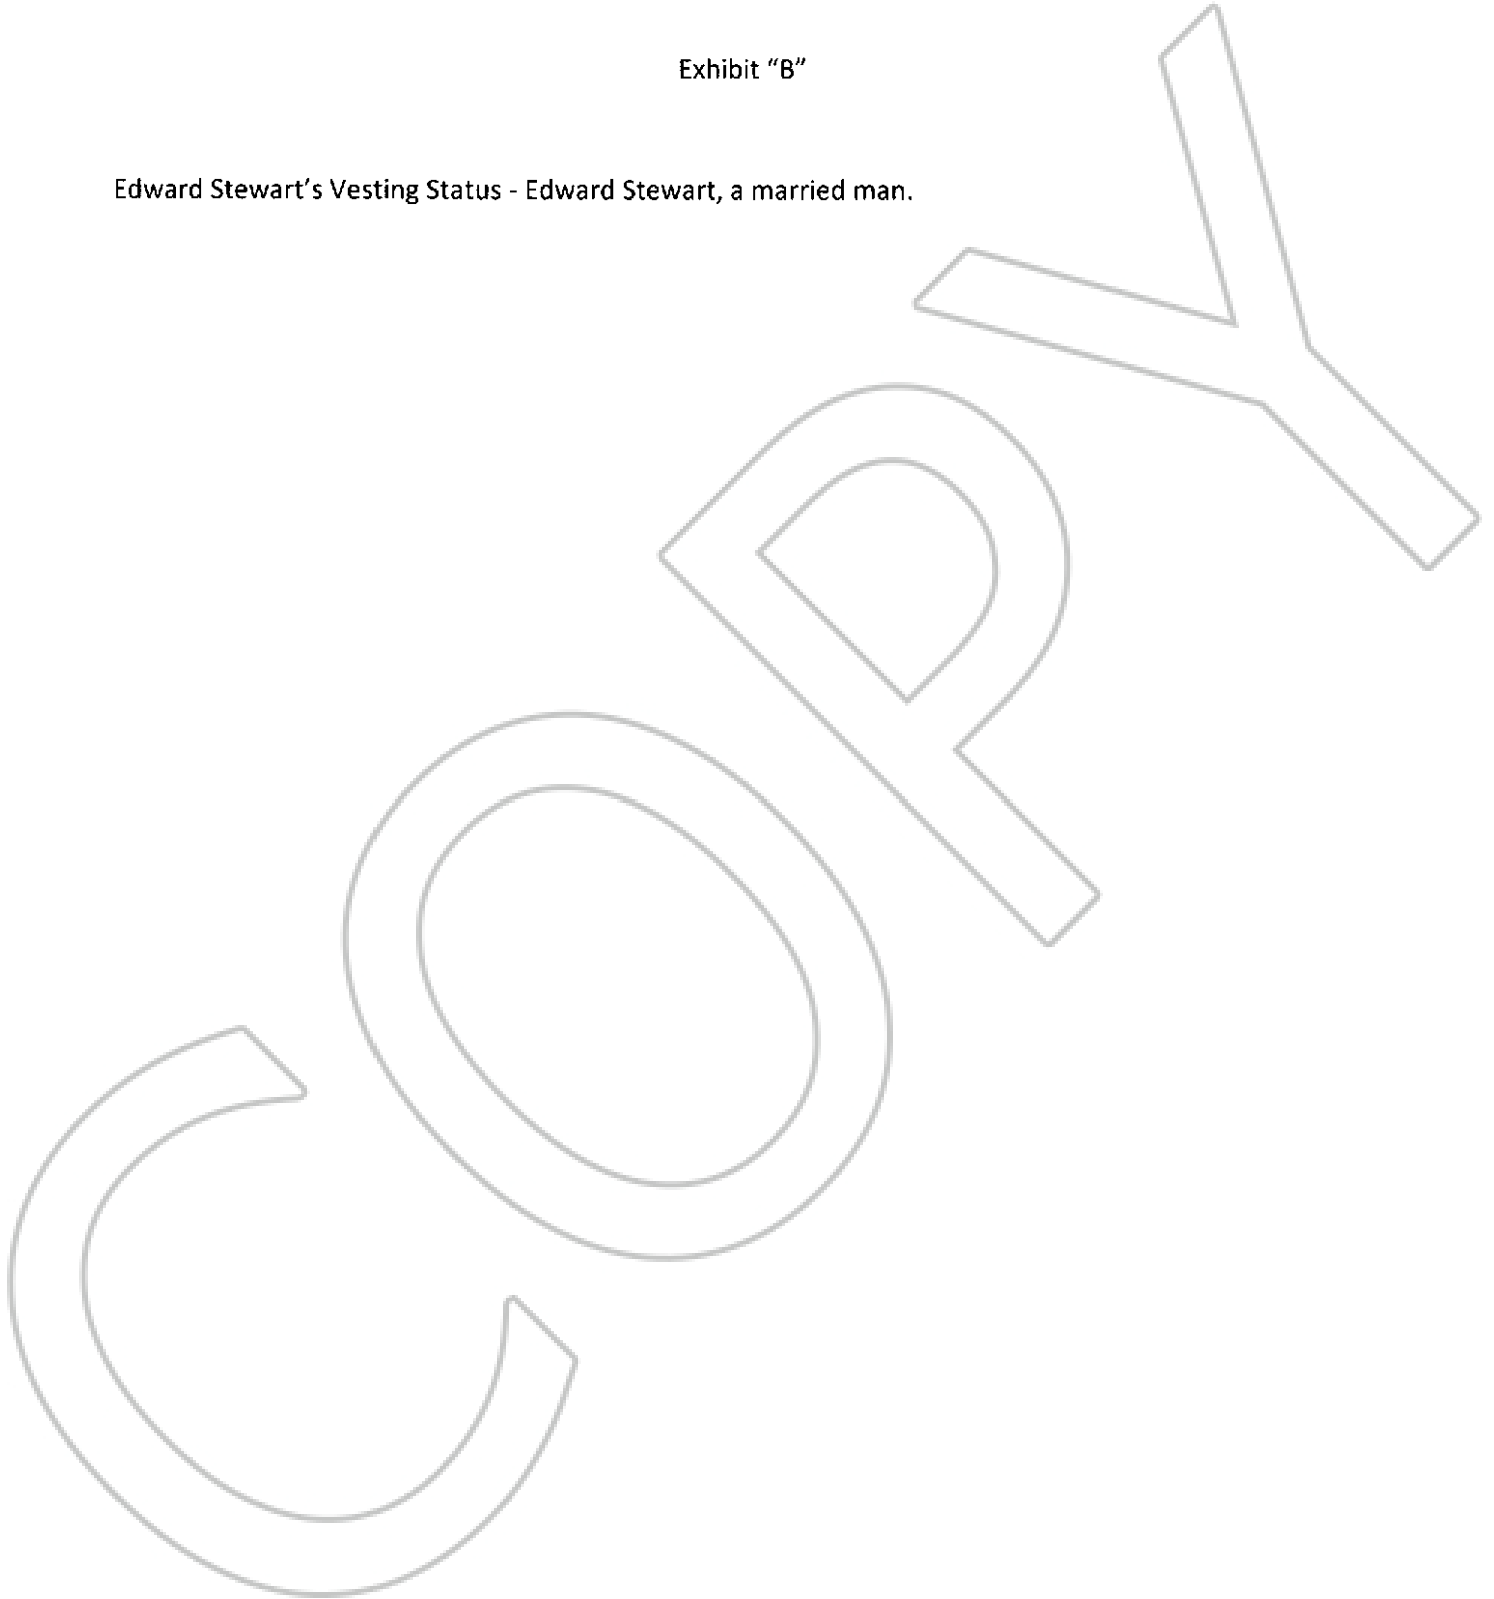 Exhibit “B”
Edward Stewart’s Vesting Status - Edward Stewart, a married man.
COPY